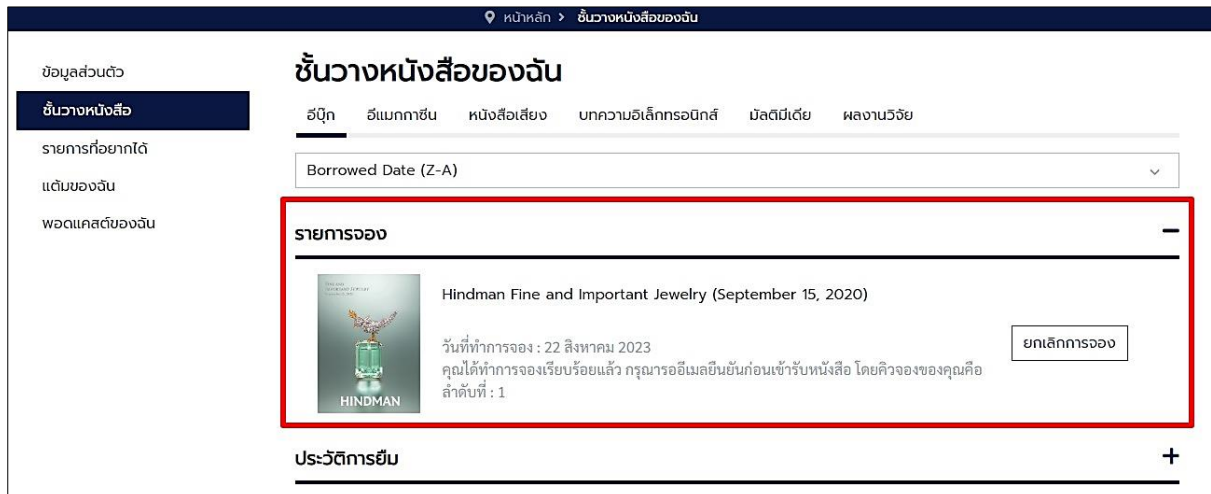 หน้าหลัก > ชั้นวางหนังสือของฉัน
ข้อมูลส่วนตัว
ชั้นวางหนังสือ
รายการที่อยากได้
แต้มของฉัน
พอดแคสต์ของฉัน
ชั้นวางหนังสือของฉัน
อีบุ๊ก อีแมกกาซีน หนังสือเสียง บทความอิเล็กทรอนิกส์ มัลติมีเดีย ผลงานวิจัย
Borrowed Date (Z-A)
รายการจอง
Hindman Fine and Important Jewelry (September 15, 2020)
วันที่ทำการจอง : 22 สิงหาคม 2023
คุณได้ทำการจองเรียบร้อยแล้ว กรุณารออีเมลยืนยันก่อนเข้ารับหนังสือ โดยคิวจองของคุณคือ
ลำดับที่ : 1
ยกเลิกการจอง
HINDMAN
ประวัติการยืม